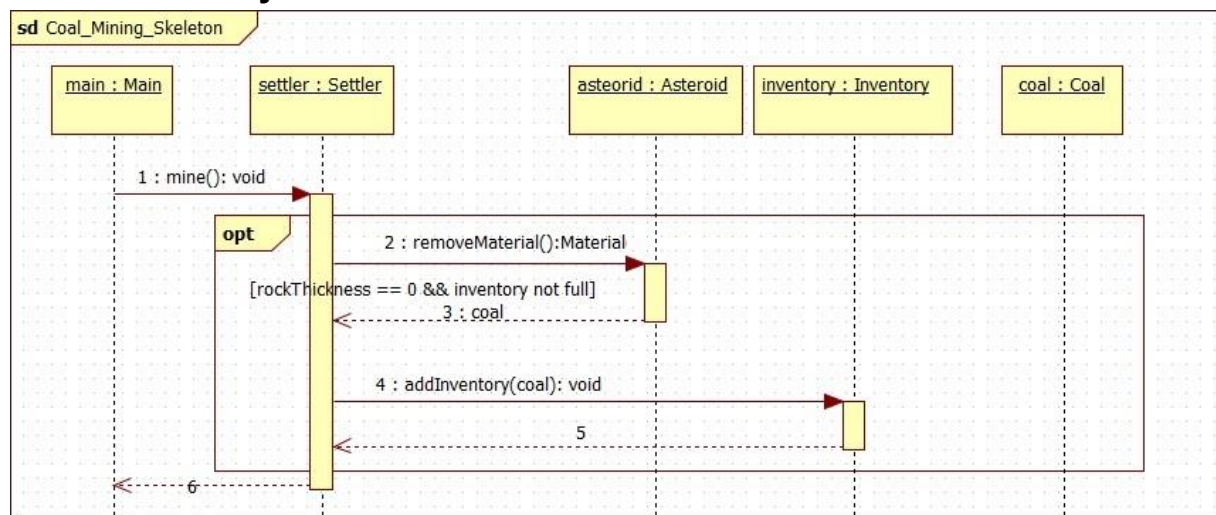 sd Coal_Mining_Skeleton
main : Main
settler : Settler
asteorid : Asteroid
inventory : Inventory
coal : Coal
1 : mine(): void
opt
2 : removeMaterial():Material
[rockThickness == 0 && inventory not full]
3 : coal
4 : addInventory(coal): void
5
6